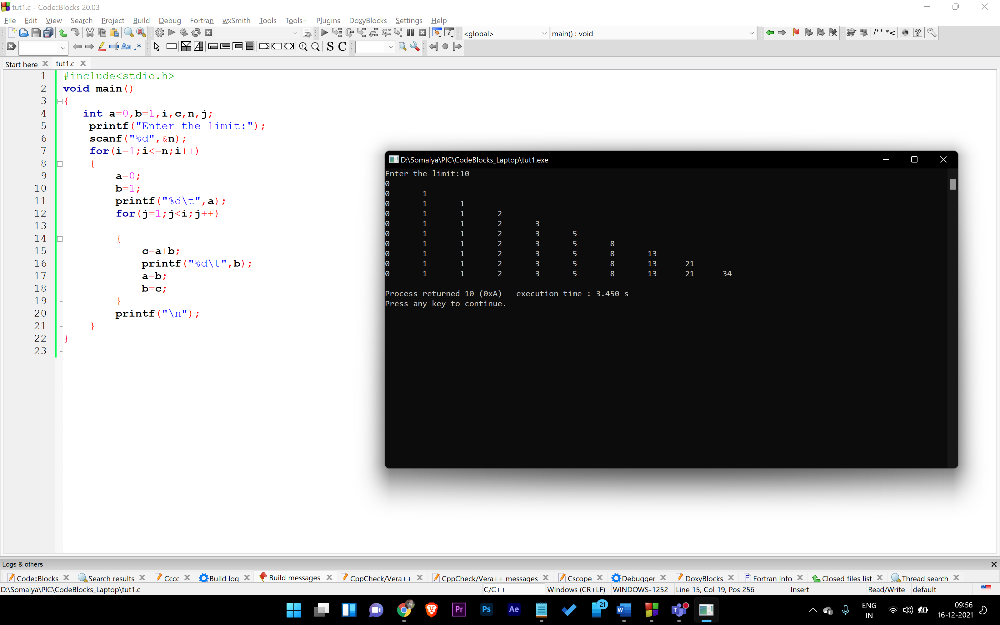 tut1.c - Code::Blocks 20.03
File Edit View Search Project Build Debug Fortran wxSmith Tools Tools+ Plugins DoxyBlocks Settings Help
<global> main() : void /** *<
Aa .* S C
Start here tut1.c
1 #include<stdio.h>
2 void main()
3 {
4 int a=0,b=1,i,c,n,j;
5 printf("Enter the limit:");
6 scanf("%d",&n);
7 for(i=1;i<=n;i++)
8 {
9 a=0;
10 b=1;
11 printf("%d\t",a);
12 for(j=1;j<i;j++)
13
14 {
15 c=a+b;
16 printf("%d\t",b);
17 a=b;
18 b=c;
19 }
20 printf("\n");
21 }
22 }
23
D:\Somaiya\PIC\CodeBlocks_Laptop\tut1.exe
Enter the limit:10
0
0 1
0 1 1
0 1 1 2
0 1 1 2 3
0 1 1 2 3 5
0 1 1 2 3 5 8
0 1 1 2 3 5 8 13
0 1 1 2 3 5 8 13 21
0 1 1 2 3 5 8 13 21 34
Process returned 10 (0xA) execution time : 3.450 s
Press any key to continue.
Logs & others
Code::Blocks Search results Cccc Build log Build messages CppCheck/Vera++ CppCheck/Vera++ messages Cscope Debugger DoxyBlocks Fortran info Closed files list Thread search
D:\Somaiya\PIC\CodeBlocks_Laptop\tut1.c C/C++ Windows (CR+LF) WINDOWS-1252 Line 15, Col 19, Pos 256 Insert Read/Write default
Pr Ps Ae 21 W T ENG 09:56
IN 16-12-2021